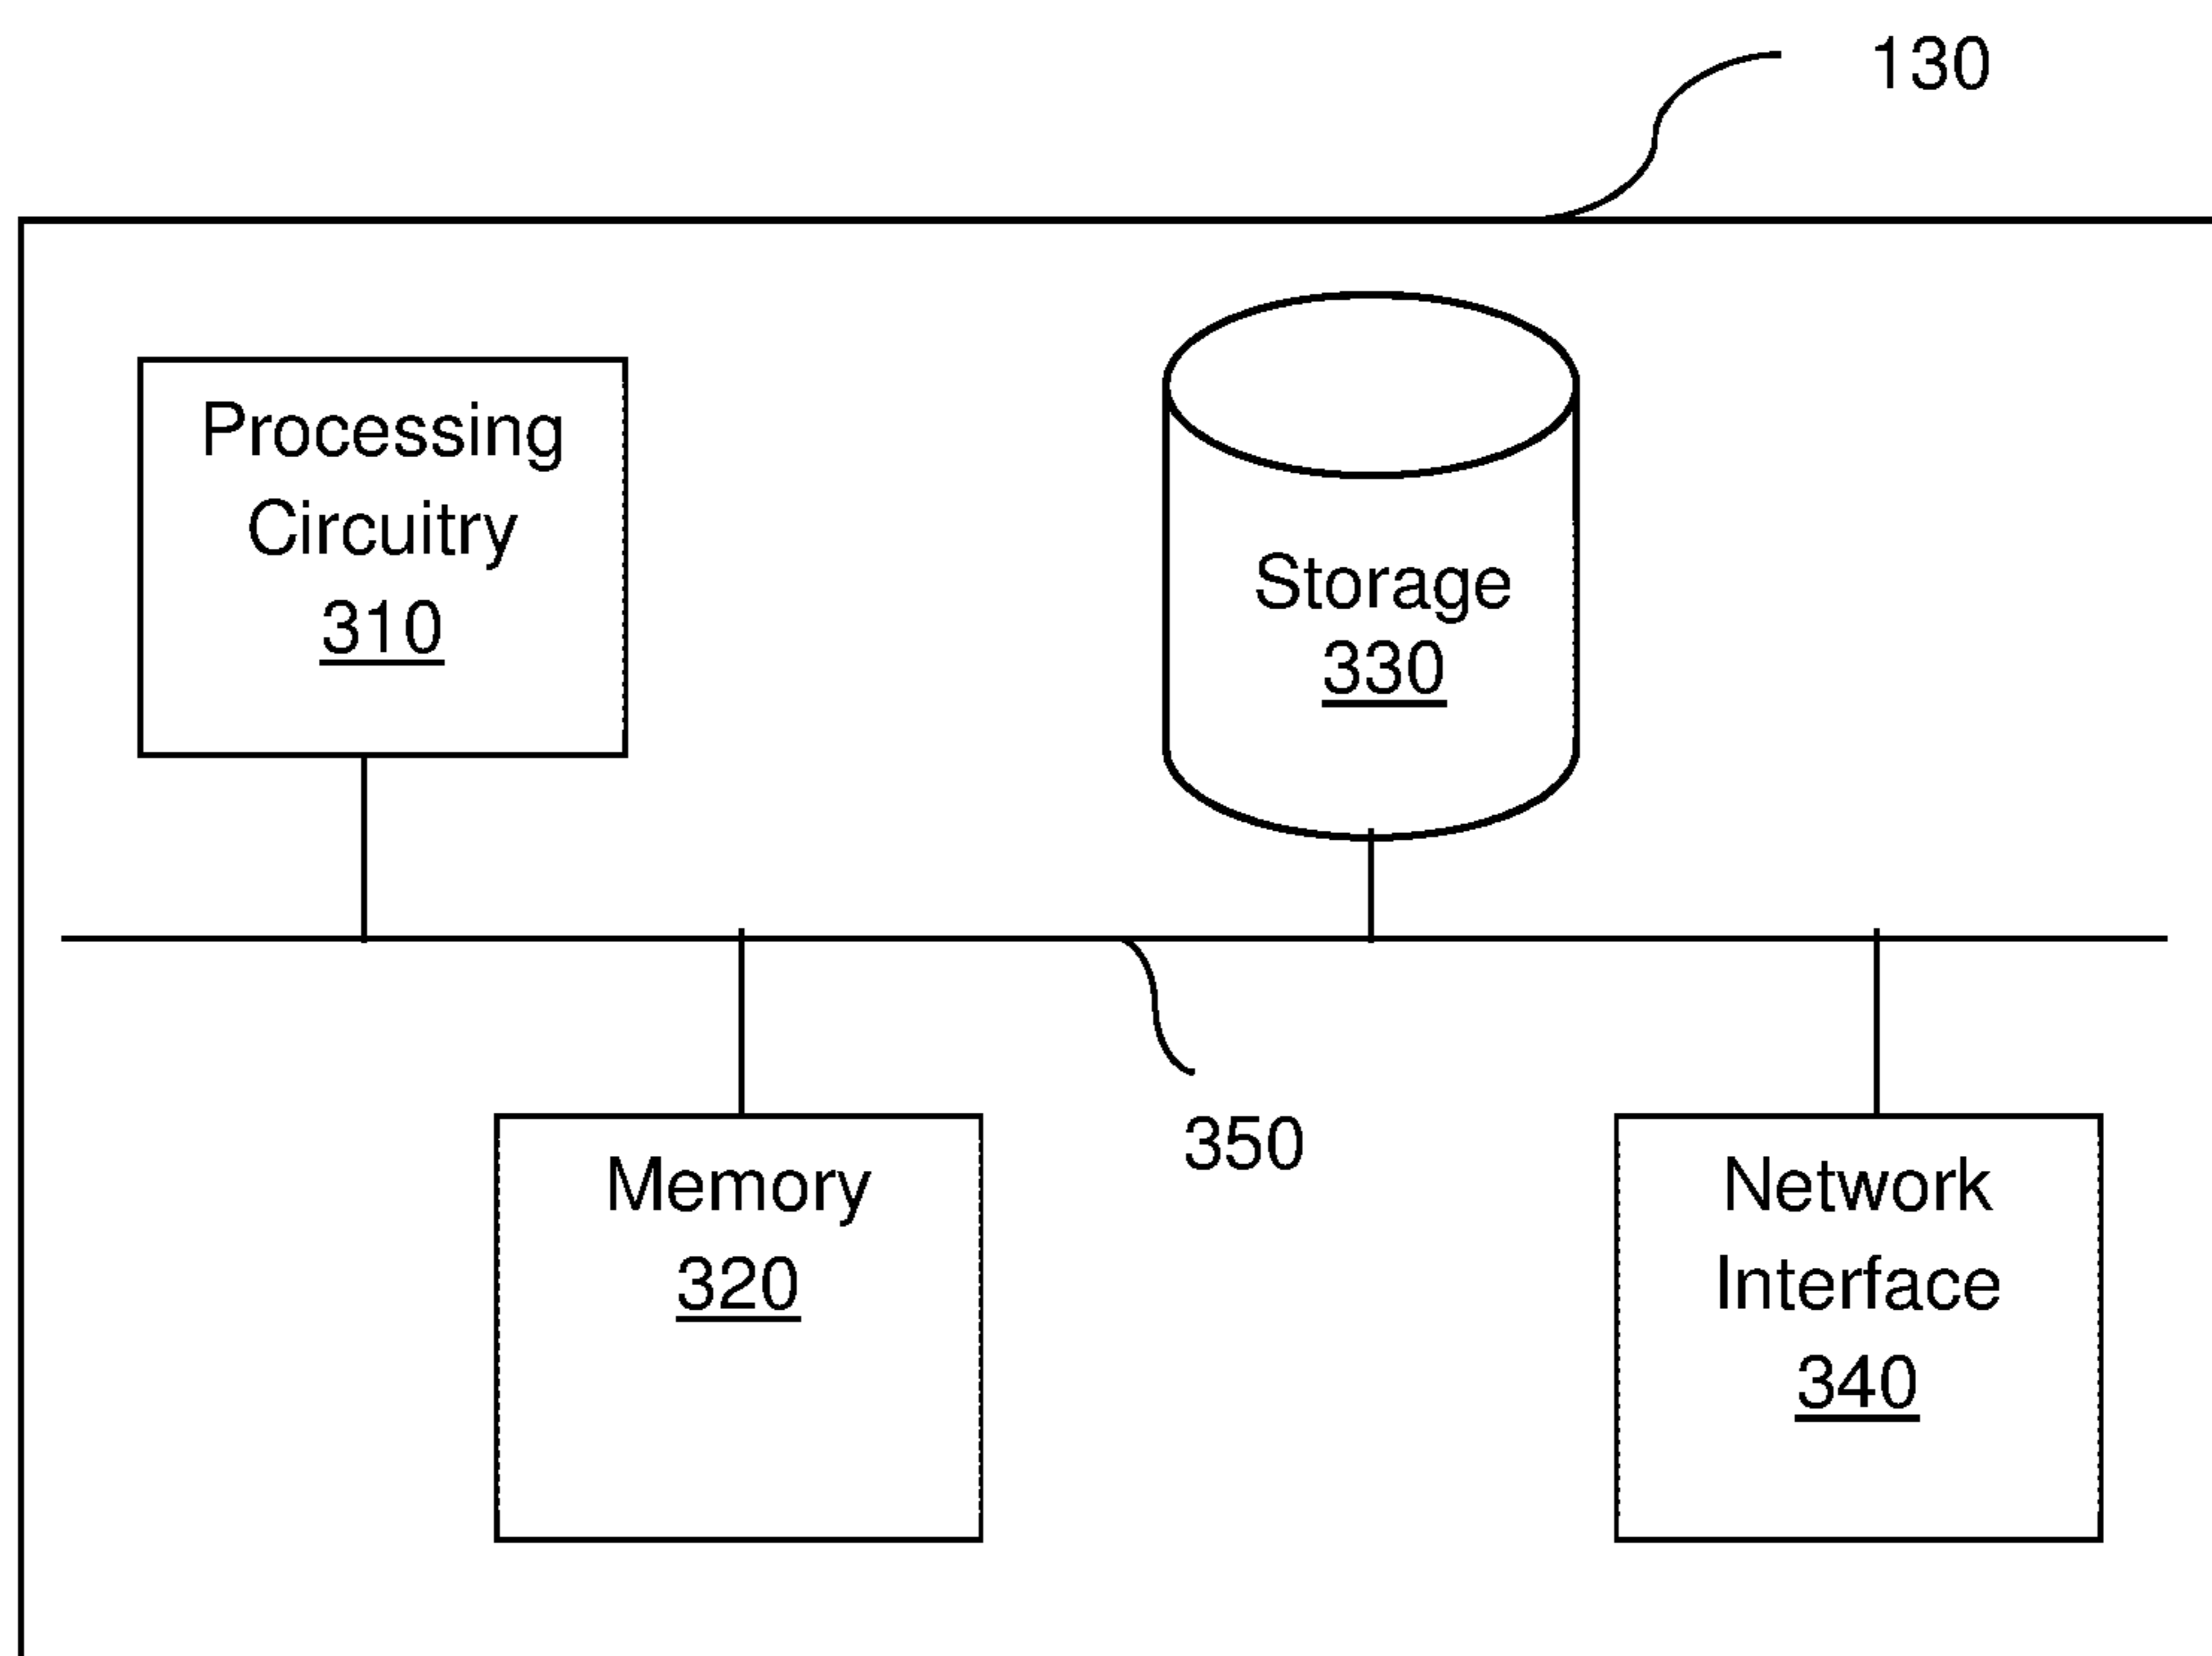 130
Processing
Circuitry
310
Storage
330
350
Memory
320
Network
Interface
340